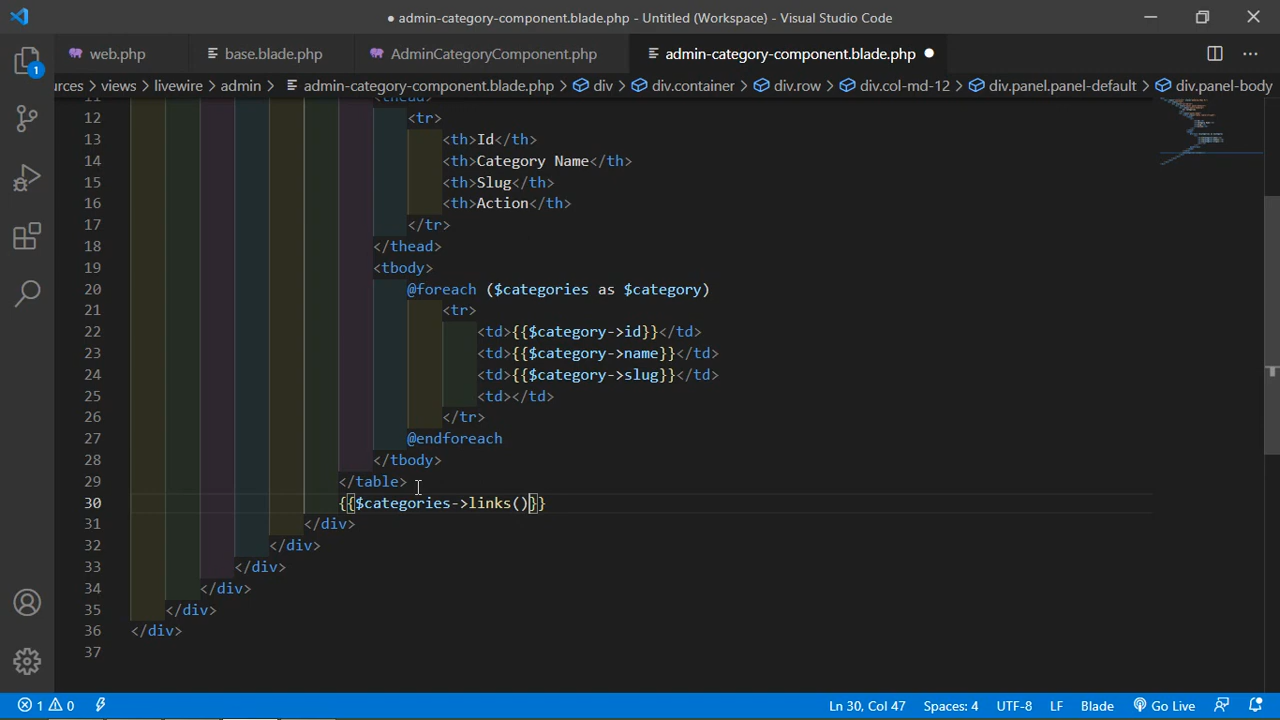 ● admin-category-component.blade.php - Untitled (Workspace) - Visual Studio Code
web.php
base.blade.php
AdminCategoryComponent.php
admin-category-component.blade.php ●
urces > views > livewire > admin > admin-category-component.blade.php > div > div.container > div.row > div.col-md-12 > div.panel.panel-default > div.panel-body
1
11 <thead>
12 <tr>
13 <th>Id</th>
14 <th>Category Name</th>
15 <th>Slug</th>
16 <th>Action</th>
17 </tr>
18 </thead>
19 <tbody>
20 @foreach ($categories as $category)
21 <tr>
22 <td>{{$category->id}}</td>
23 <td>{{$category->name}}</td>
24 <td>{{$category->slug}}</td>
25 <td></td>
26 </tr>
27 @endforeach
28 </tbody>
29 </table>
30 {{$categories->links()}}
31 </div>
32 </div>
33 </div>
34 </div>
35 </div>
36 </div>
37
1 0
Ln 30, Col 47
Spaces: 4
UTF-8
LF
Blade
Go Live